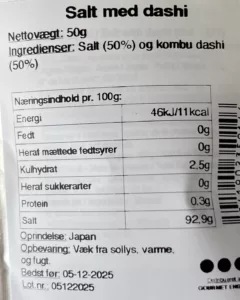 Salt med dashi
Nettovægt: 50g
Ingredienser: Salt (50%) og kombu dashi
(50%)
Næringsindhold pr. 100g:
Energi 46kJ/11kcal
Fedt 0g
Heraf mættede fedtsyrer 0g
Kulhydrat 2,5g
Heraf sukkerarter 0g
Protein 0,3g
Salt 92,9g
Oprindelse: Japan
Opbevaring: Væk fra sollys, varme,
og fugt.
Bedst før: 05-12-2025
Lot nr.: 05122025